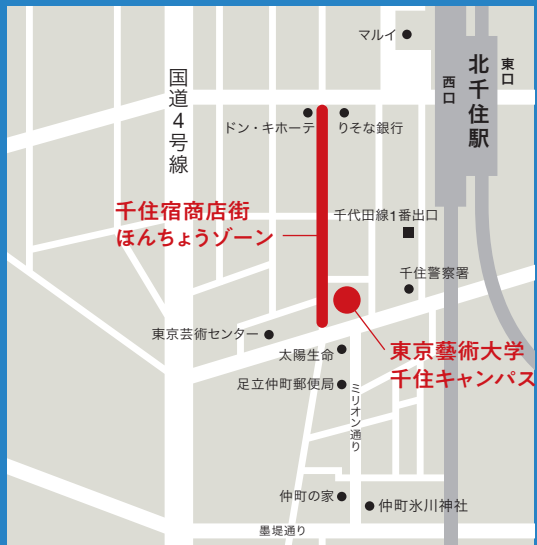 マルイ
国道4号線
北千住駅
東口
西口
ドン・キホーテ
りそな銀行
千住宿商店街
ほんちょうゾーン
千代田線1番出口
千住警察署
東京芸術センター
太陽生命
東京藝術大学
千住キャンパス
足立仲町郵便局
ミリオン通り
仲町の家
仲町氷川神社
墨堤通り